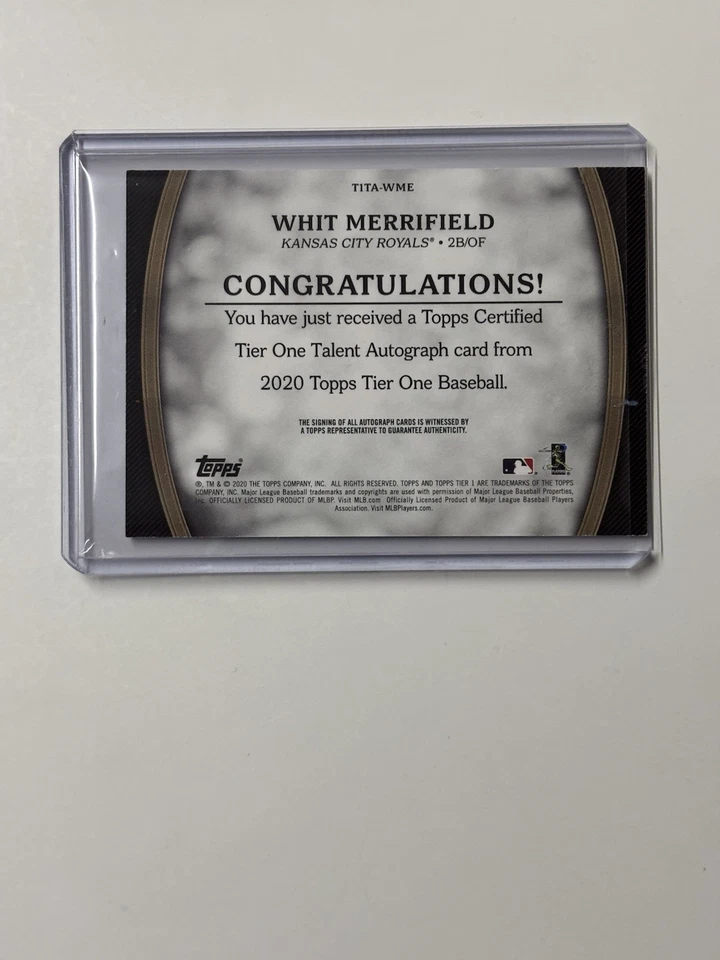 T1TA-WME
WHIT MERRIFIELD
KANSAS CITY ROYALS® • 2B/OF
CONGRATULATIONS!
You have just received a Topps Certified
Tier One Talent Autograph card from
2020 Topps Tier One Baseball.
THE SIGNING OF ALL AUTOGRAPH CARDS IS WITNESSED BY
A TOPPS REPRESENTATIVE TO GUARANTEE AUTHENTICITY.
topps®
®, TM & © 2020 THE TOPPS COMPANY, INC. ALL RIGHTS RESERVED. TOPPS AND TOPPS TIER 1 ARE TRADEMARKS OF THE TOPPS
COMPANY, INC. Major League Baseball trademarks and copyrights are used with permission of Major League Baseball Properties,
Inc. OFFICIALLY LICENSED PRODUCT OF MLBP. Visit MLB.com Officially Licensed Product of Major League Baseball Players
Association. Visit MLBPlayers.com.